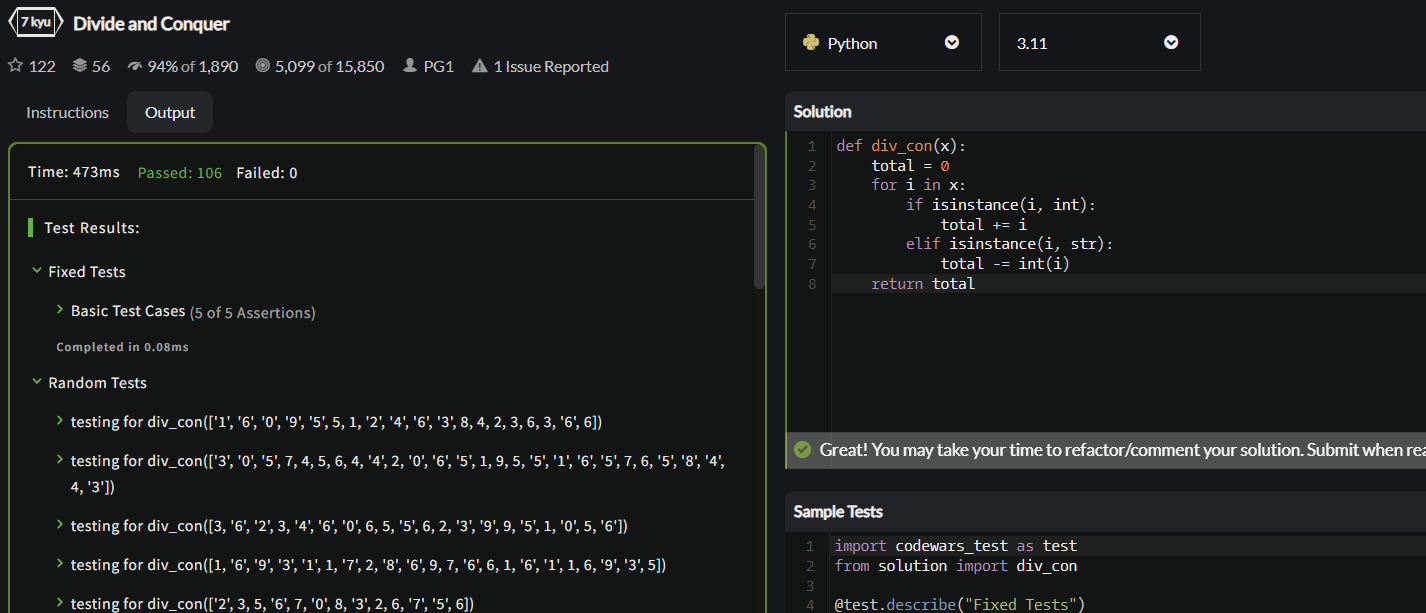 7 kyu Divide and Conquer
122 56 94% of 1,890 5,099 of 15,850 PG1 1 Issue Reported
Instructions Output
Time: 473ms Passed: 106 Failed: 0
Test Results:
Fixed Tests
Basic Test Cases (5 of 5 Assertions)
Completed in 0.08ms
Random Tests
testing for div_con(['1', '6', '0', '9', '5', 5, 1, '2', '4', '6', '3', 8, 4, 2, 3, 6, 3, '6', 6])
testing for div_con(['3', '0', '5', 7, 4, 5, 6, 4, '4', 2, '0', '6', '5', 1, 9, 5, '5', '1', '6', '5', 7, 6, '5', '8', '4',
4, '3'])
testing for div_con([3, '6', '2', 3, '4', '6', '0', 6, 5, '5', 6, 2, '3', '9', 9, '5', 1, '0', 5, '6'])
testing for div_con([1, '6', '9', '3', '1', 1, '7', 2, '8', '6', 9, 7, '6', 6, 1, '6', '1', 1, 6, '9', '3', 5])
testing for div_con(['2', 3, 5, '6', 7, '0', 8, '3', 2, 6, '7', '5', 6])
Python 3.11
Solution
1 def div_con(x):
2 total = 0
3 for i in x:
4 if isinstance(i, int):
5 total += i
6 elif isinstance(i, str):
7 total -= int(i)
8 return total
Great! You may take your time to refactor/comment your solution. Submit when rea
Sample Tests
1 import codewars_test as test
2 from solution import div_con
3
4 @test.describe("Fixed Tests")